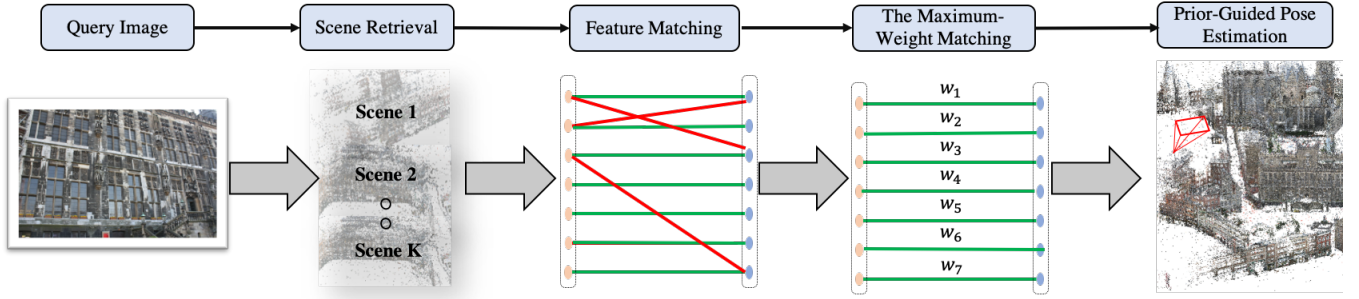 Query Image
Scene Retrieval
Feature Matching
The Maximum-
Weight Matching
Prior-Guided Pose
Estimation
Scene 1
Scene 2
Scene K
w₁
w₂
w₃
w₄
w₅
w₆
w₇